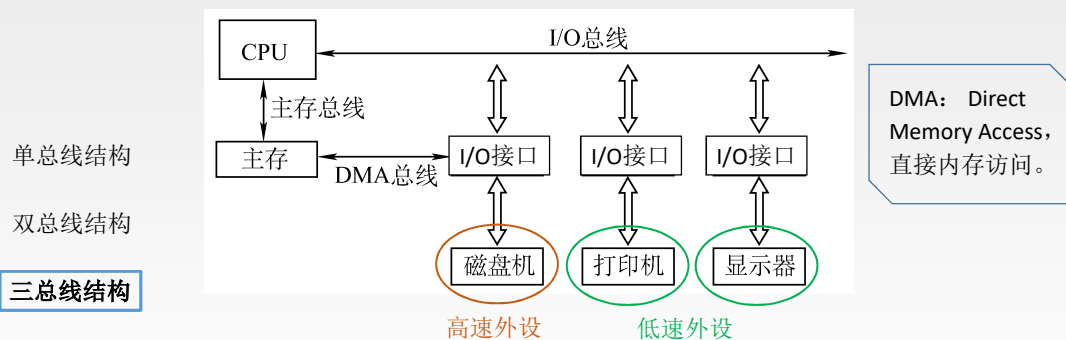 单总线结构
双总线结构
三总线结构
CPU
I/O总线
主存总线
主存
DMA总线
I/O接口
I/O接口
I/O接口
磁盘机
打印机
显示器
高速外设
低速外设
DMA： Direct
Memory Access，
直接内存访问。